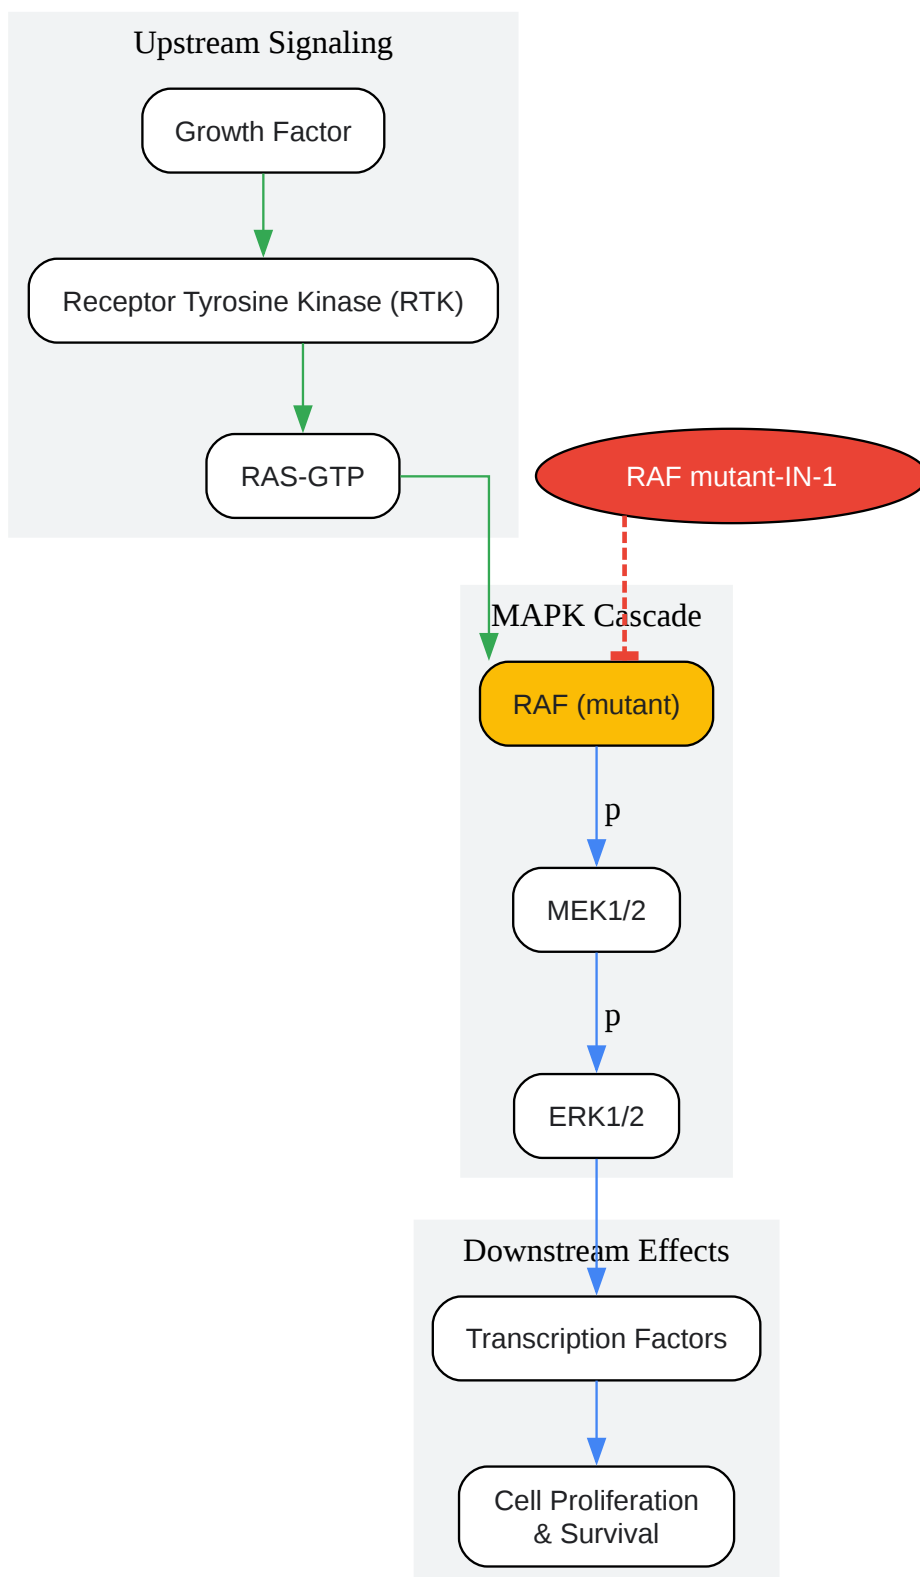 Upstream Signaling
Growth Factor
Receptor Tyrosine Kinase (RTK)
RAS-GTP
RAF mutant-IN-1
MAPK Cascade
RAF (mutant)
p
MEK1/2
p
ERK1/2
Downstream Effects
Transcription Factors
Cell Proliferation
& Survival